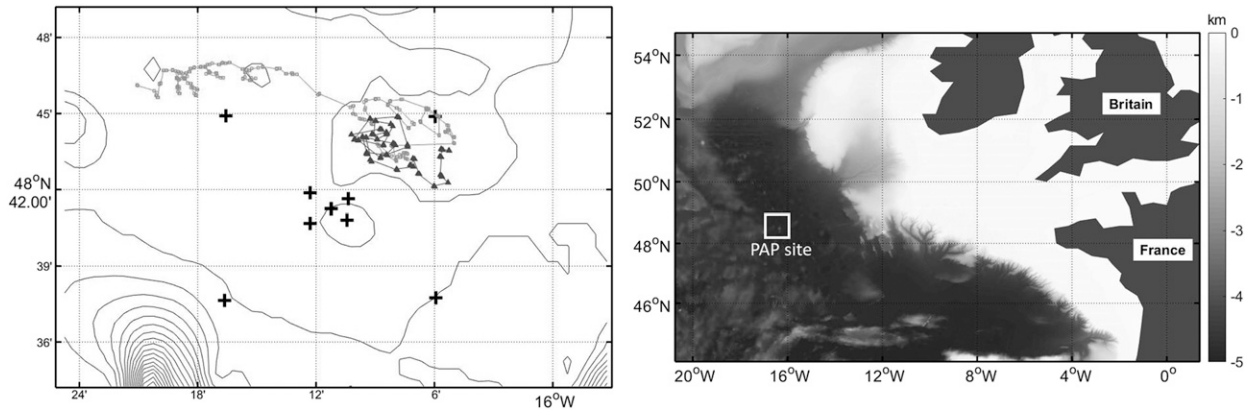 48'
45'
48°N
42.00'
39'
36'
24'
18'
12'
6'
16°W
km
54°N
52°N
50°N
48°N
46°N
Britain
France
PAP site
20°W
16°W
12°W
8°W
4°W
0°
0
-1
-2
-3
-4
-5